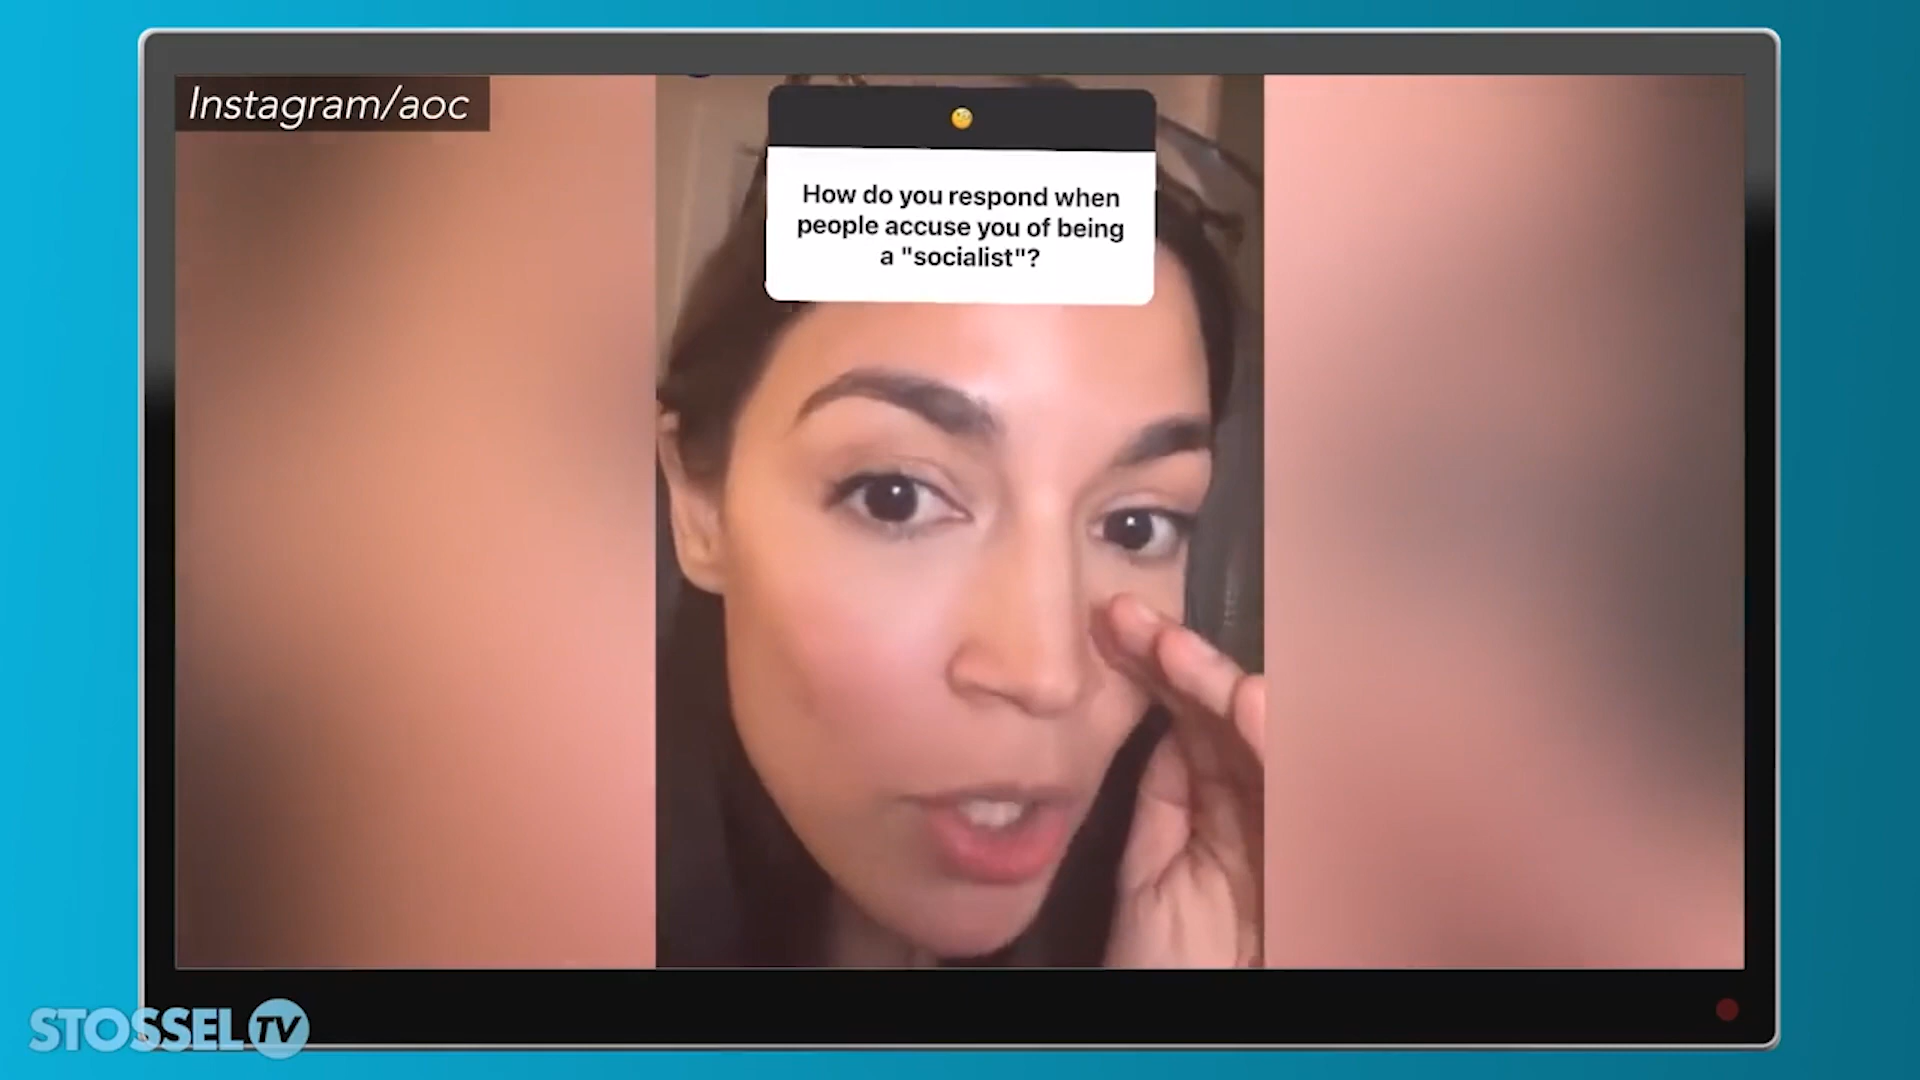 Instagram/aoc
How do you respond when
people accuse you of being
a "socialist"?
STOSSEL TV